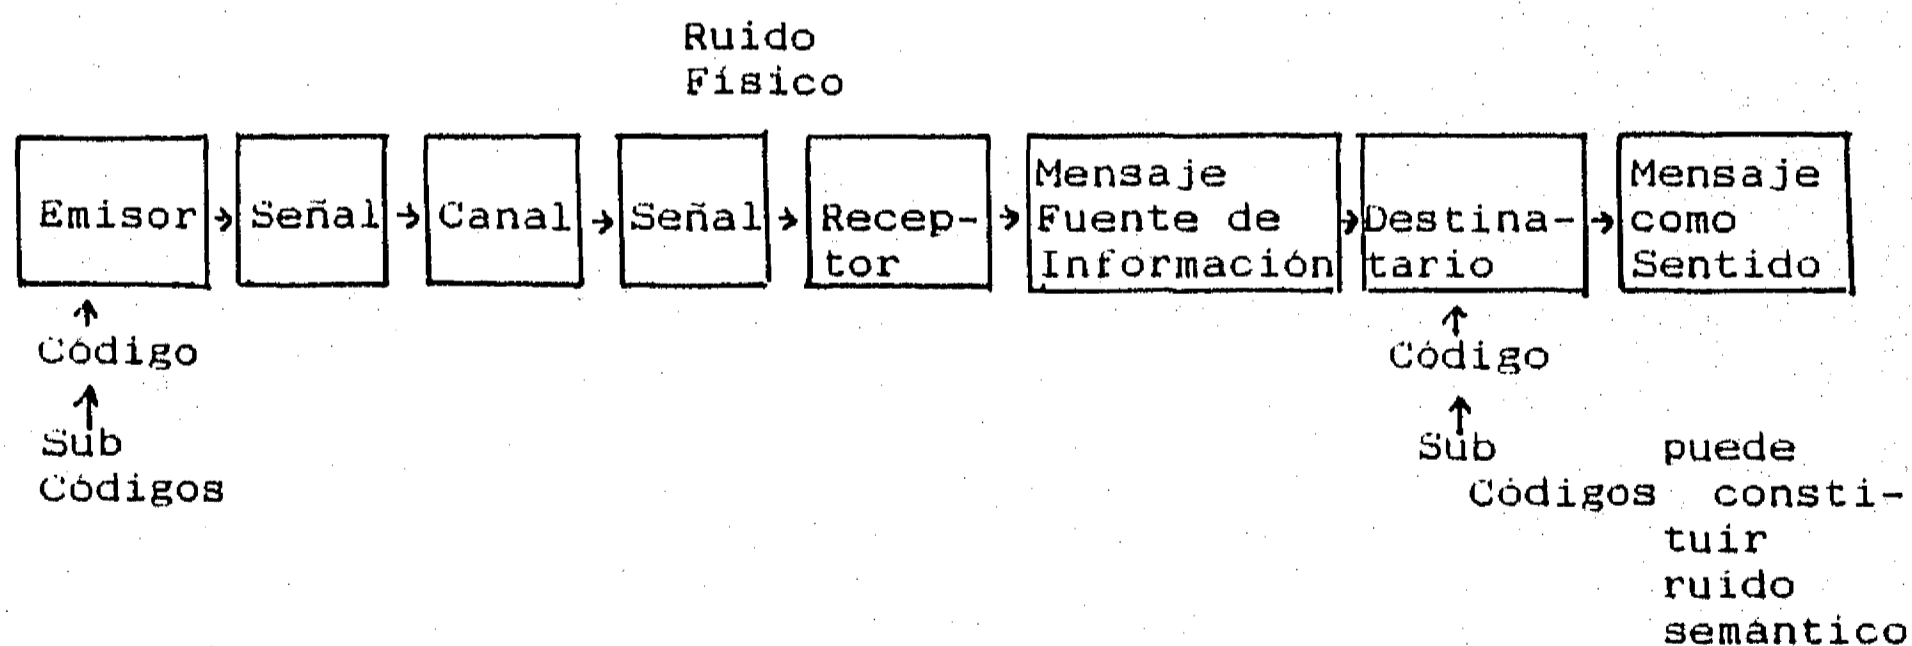 Ruido
Físico
Emisor → Señal → Canal → Señal → Recep-
tor → Mensaje
Fuente de
Información → Destina-
tario → Mensaje
como
Sentido
↑
Código
↑
Sub
Códigos
↑
Código
↑
Sub
Códigos
puede
consti-
tuir
ruido
semántico